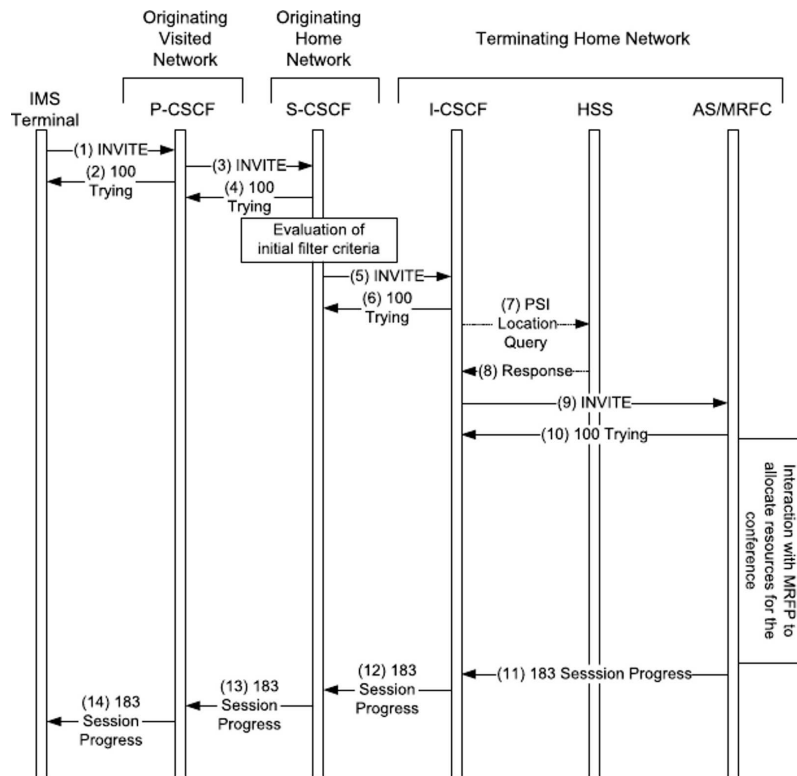 Originating
Visited
Network
Originating
Home
Network
Terminating Home Network
IMS
Terminal
P-CSCF
S-CSCF
I-CSCF
HSS
AS/MRFC
(1) INVITE
(2) 100
Trying
(3) INVITE
(4) 100
Trying
Evaluation of
initial filter criteria
(5) INVITE
(6) 100
Trying
(7) PSI
Location
Query
(8) Response
(9) INVITE
(10) 100 Trying
Interaction with MRFP to
allocate resources for the
conference
(11) 183 Sesssion Progress
(12) 183
Session
Progress
(13) 183
Session
Progress
(14) 183
Session
Progress